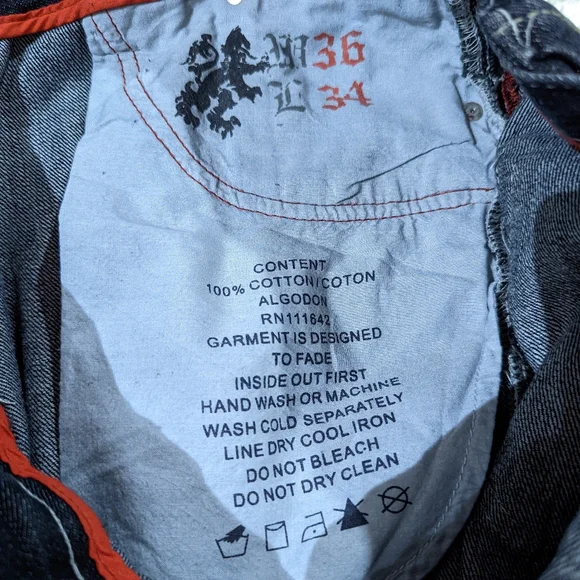 W36
L 34
CONTENT
100% COTTON/COTON
ALGODON
RN111642
GARMENT IS DESIGNED
TO FADE
INSIDE OUT FIRST
HAND WASH OR MACHINE
WASH COLD SEPARATELY
LINE DRY COOL IRON
DO NOT BLEACH
DO NOT DRY CLEAN